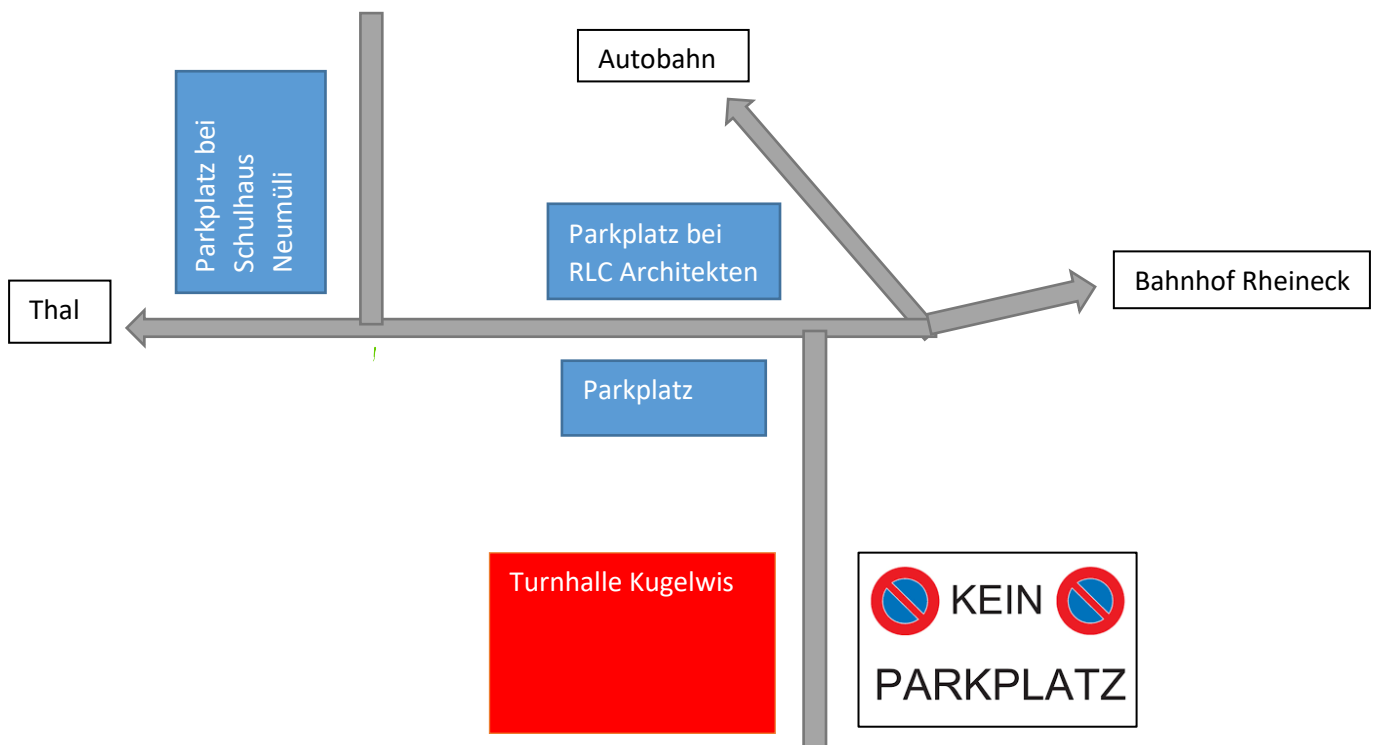 Autobahn
Parkplatz bei
Schulhaus
Neumüli
Parkplatz bei
RLC Architekten
Bahnhof Rheineck
Thal
Parkplatz
Turnhalle Kugelwis
KEIN
PARKPLATZ